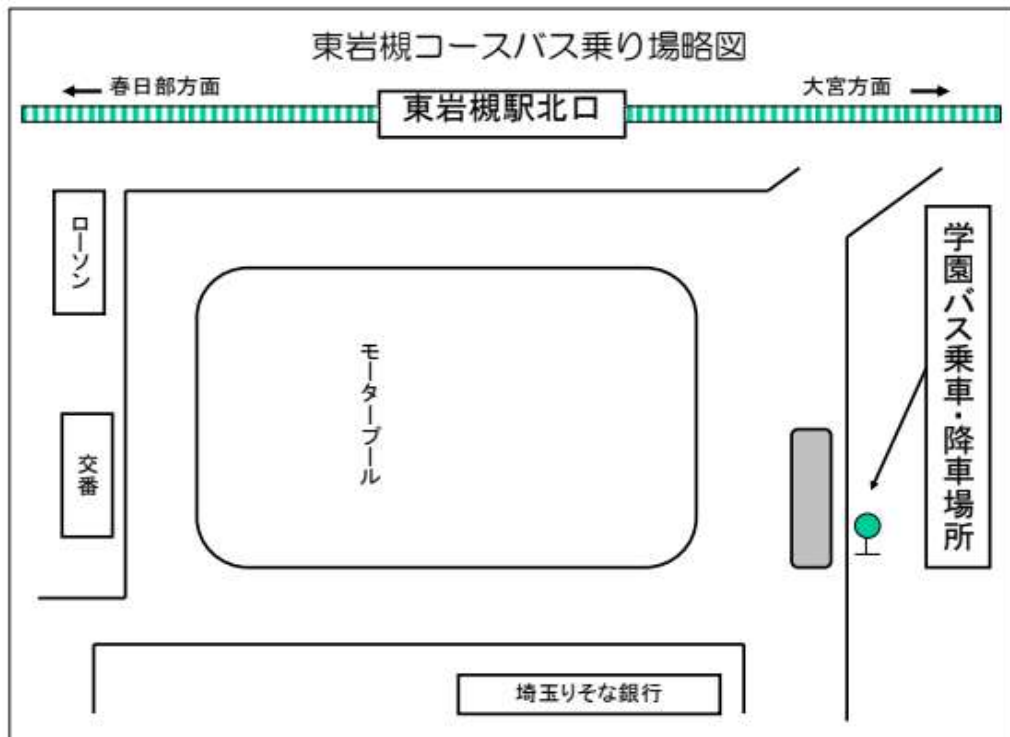 東岩槻コースバス乗り場略図
春日部方面
大宮方面
東岩槻駅北口
ローソン
学園バス乗車・降車場所
モータープール
交番
埼玉りそな銀行